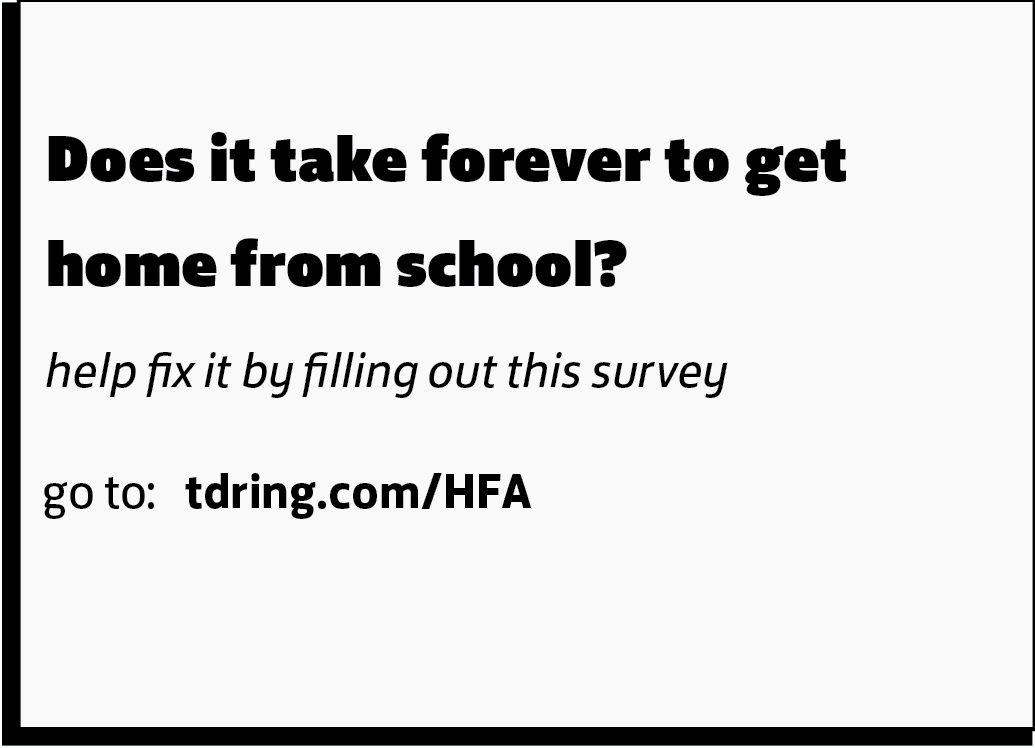 Does it take forever to get
home from school?
help fix it by filling out this survey
go to: tdring.com/HFA